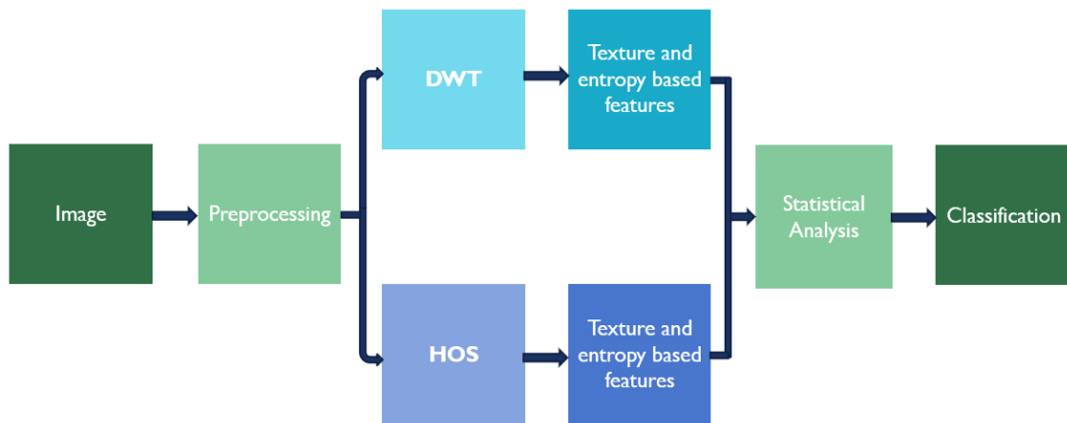 Image
Preprocessing
DWT
Texture and
entropy based
features
HOS
Texture and
entropy based
features
Statistical
Analysis
Classification